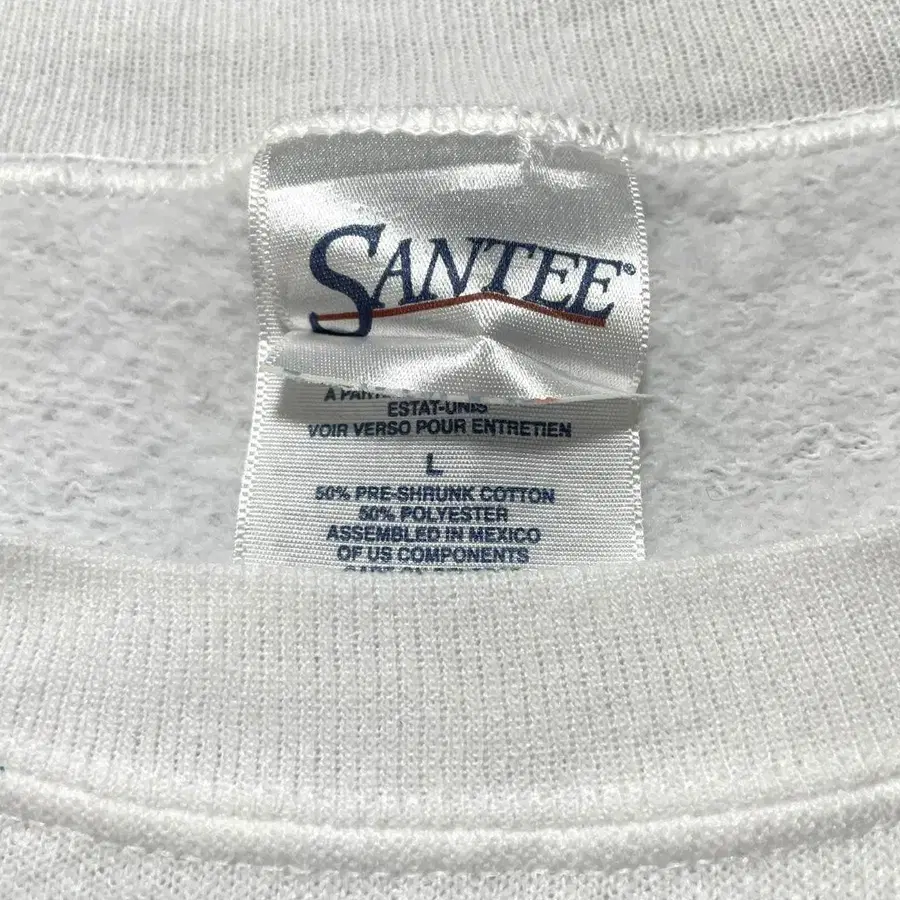 SANTEE®
ESTAT-UNIS
VOIR VERSO POUR ENTRETIEN
L
50% PRE-SHRUNK COTTON
50% POLYESTER
ASSEMBLED IN MEXICO
OF US COMPONENTS